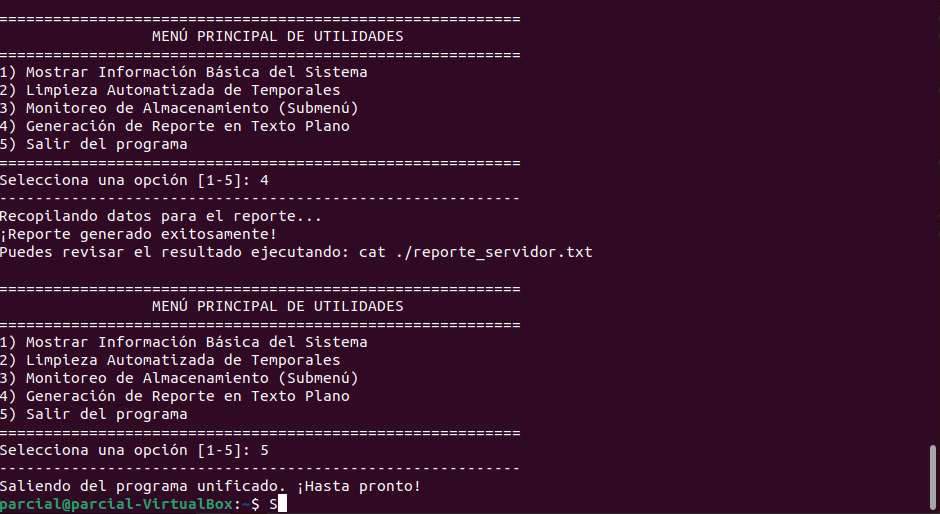 ==========================================================
MENÚ PRINCIPAL DE UTILIDADES
==========================================================
1) Mostrar Información Básica del Sistema
2) Limpieza Automatizada de Temporales
3) Monitoreo de Almacenamiento (Submenú)
4) Generación de Reporte en Texto Plano
5) Salir del programa
==========================================================
Selecciona una opción [1-5]: 4
----------------------------------------------------------
Recopilando datos para el reporte...
¡Reporte generado exitosamente!
Puedes revisar el resultado ejecutando: cat ./reporte_servidor.txt
==========================================================
MENÚ PRINCIPAL DE UTILIDADES
==========================================================
1) Mostrar Información Básica del Sistema
2) Limpieza Automatizada de Temporales
3) Monitoreo de Almacenamiento (Submenú)
4) Generación de Reporte en Texto Plano
5) Salir del programa
==========================================================
Selecciona una opción [1-5]: 5
----------------------------------------------------------
Saliendo del programa unificado. ¡Hasta pronto!
parcial@parcial-VirtualBox:~$ S